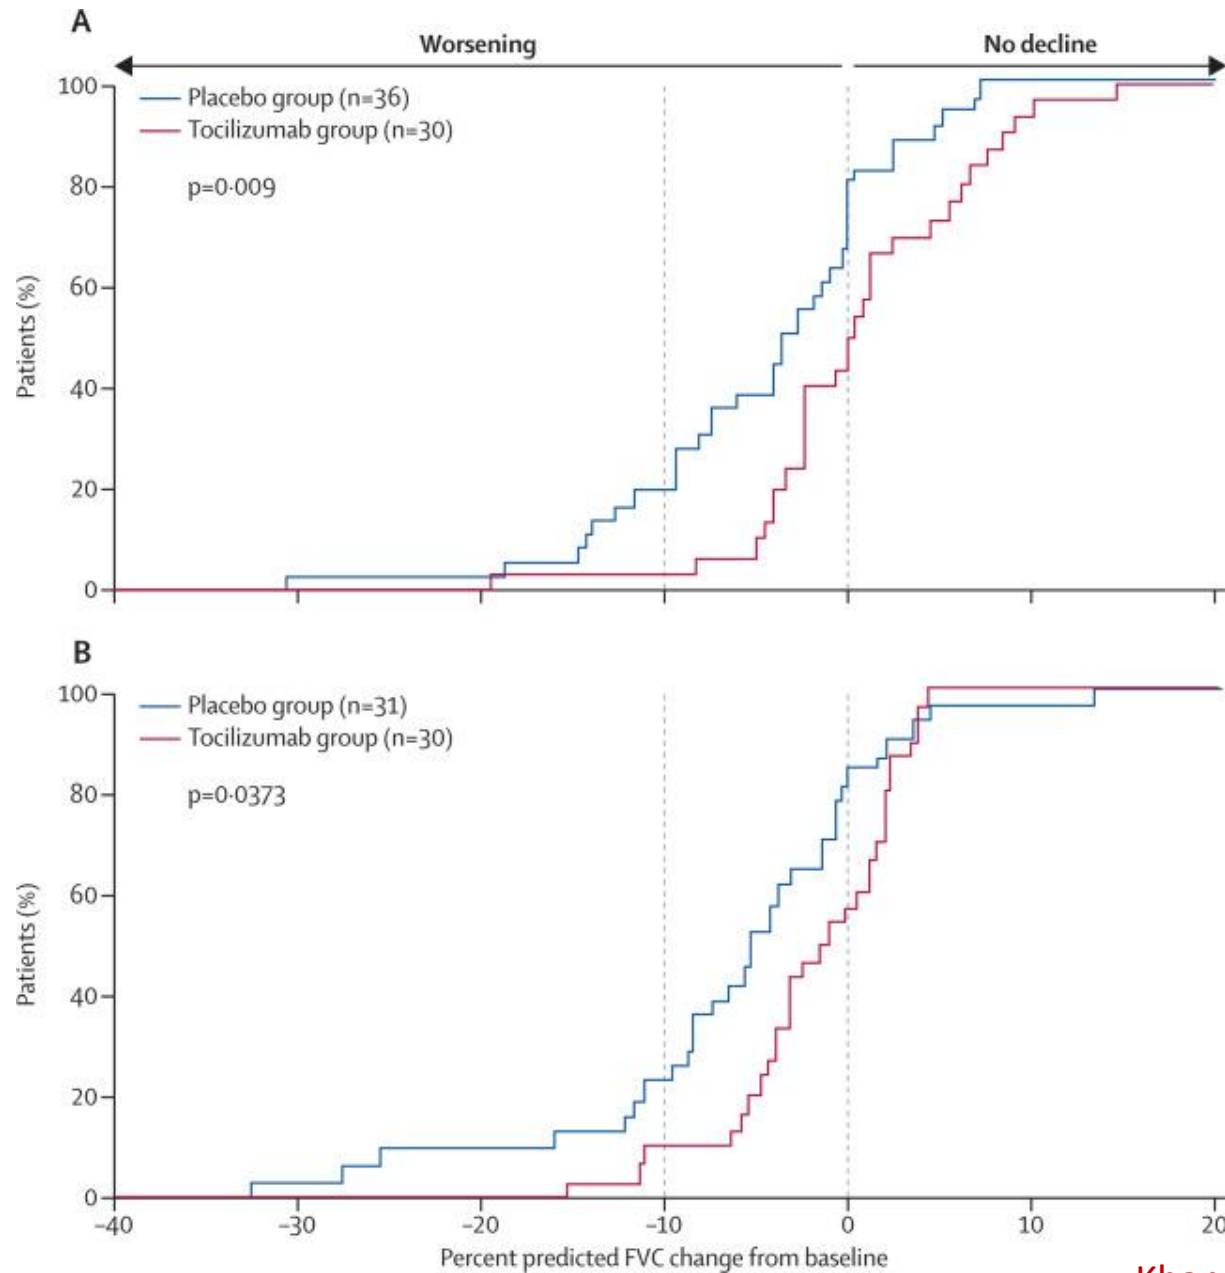 A
Worsening No decline
100
Placebo group (n=36)
Tocilizumab group (n=30)
80
p=0·009
60
Patients (%)
40
20
0
B
100
Placebo group (n=31)
Tocilizumab group (n=30)
80
p=0·0373
60
Patients (%)
40
20
0
−40 −30 −20 −10 0 10 20
Percent predicted FVC change from baseline